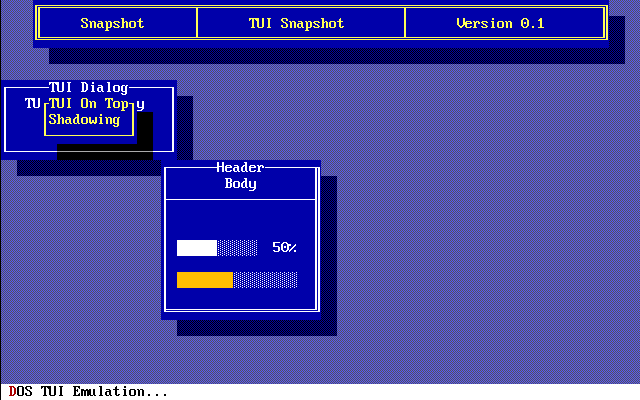 Snapshot TUI Snapshot Version 0.1
TUI Dialog
TU TUI On Top y
Shadowing
Header
Body
50%
DOS TUI Emulation...